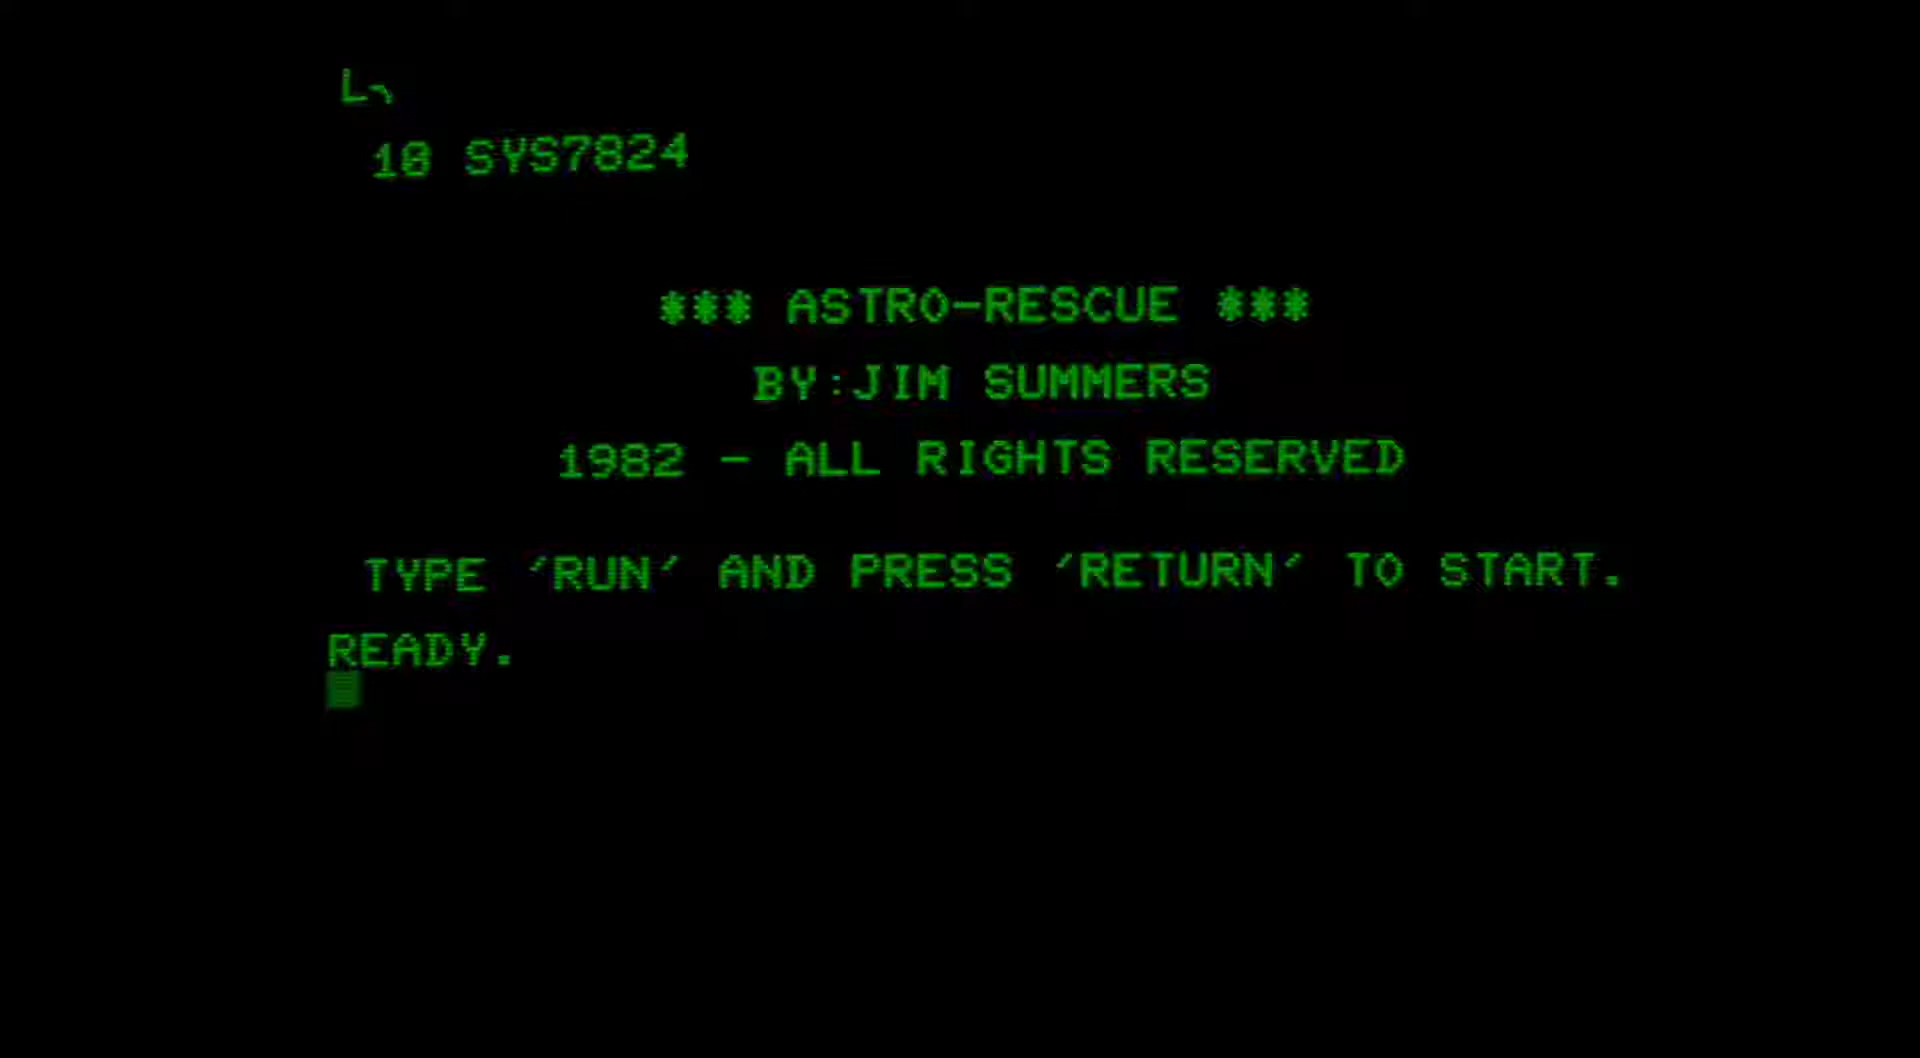 L╮
10 SYS7824
*** ASTRO-RESCUE ***
BY:JIM SUMMERS
1982 - ALL RIGHTS RESERVED
TYPE 'RUN' AND PRESS 'RETURN' TO START.
READY.